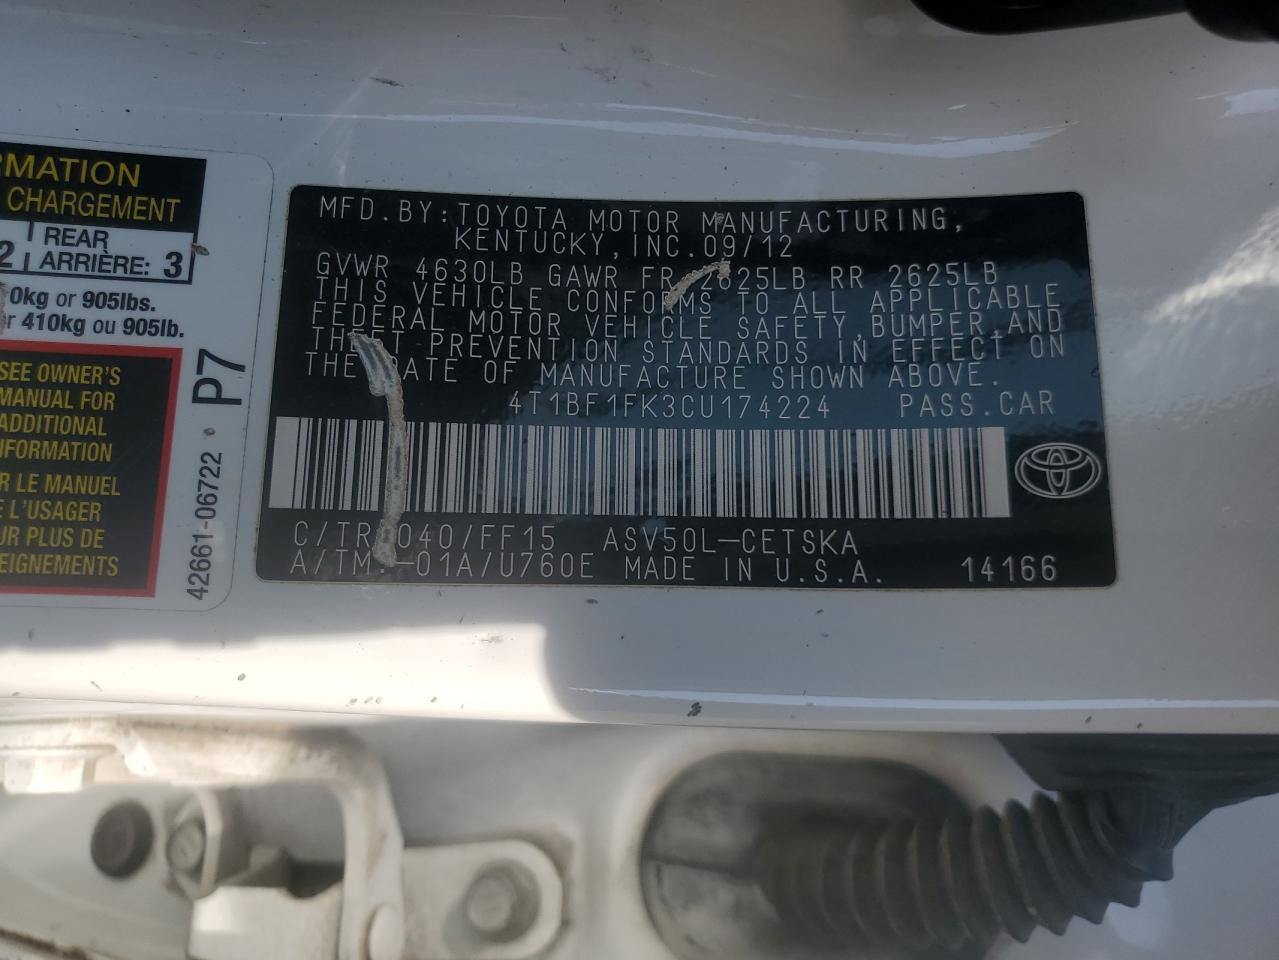 RMATION
CHARGEMENT
2 REAR
ARRIÈRE: 3
0kg or 905lbs.
r 410kg ou 905lb.
SEE OWNER'S
MANUAL FOR
ADDITIONAL
NFORMATION
R LE MANUEL
E L'USAGER
UR PLUS DE
EIGNEMENTS
P7
42661-06722
MFD. BY: TOYOTA MOTOR MANUFACTURING,
KENTUCKY, INC. 09/12
GVWR 4630LB GAWR FR 2625LB RR 2625LB
THIS VEHICLE CONFORMS TO ALL APPLICABLE
FEDERAL MOTOR VEHICLE SAFETY, BUMPER, AND
THEFT PREVENTION STANDARDS IN EFFECT ON
THE DATE OF MANUFACTURE SHOWN ABOVE.
4T1BF1FK3CU174224 PASS. CAR
C/TR: 040/FF15 ASV50L-CETSKA
A/TM: -01A/U760E MADE IN U.S.A. 14166